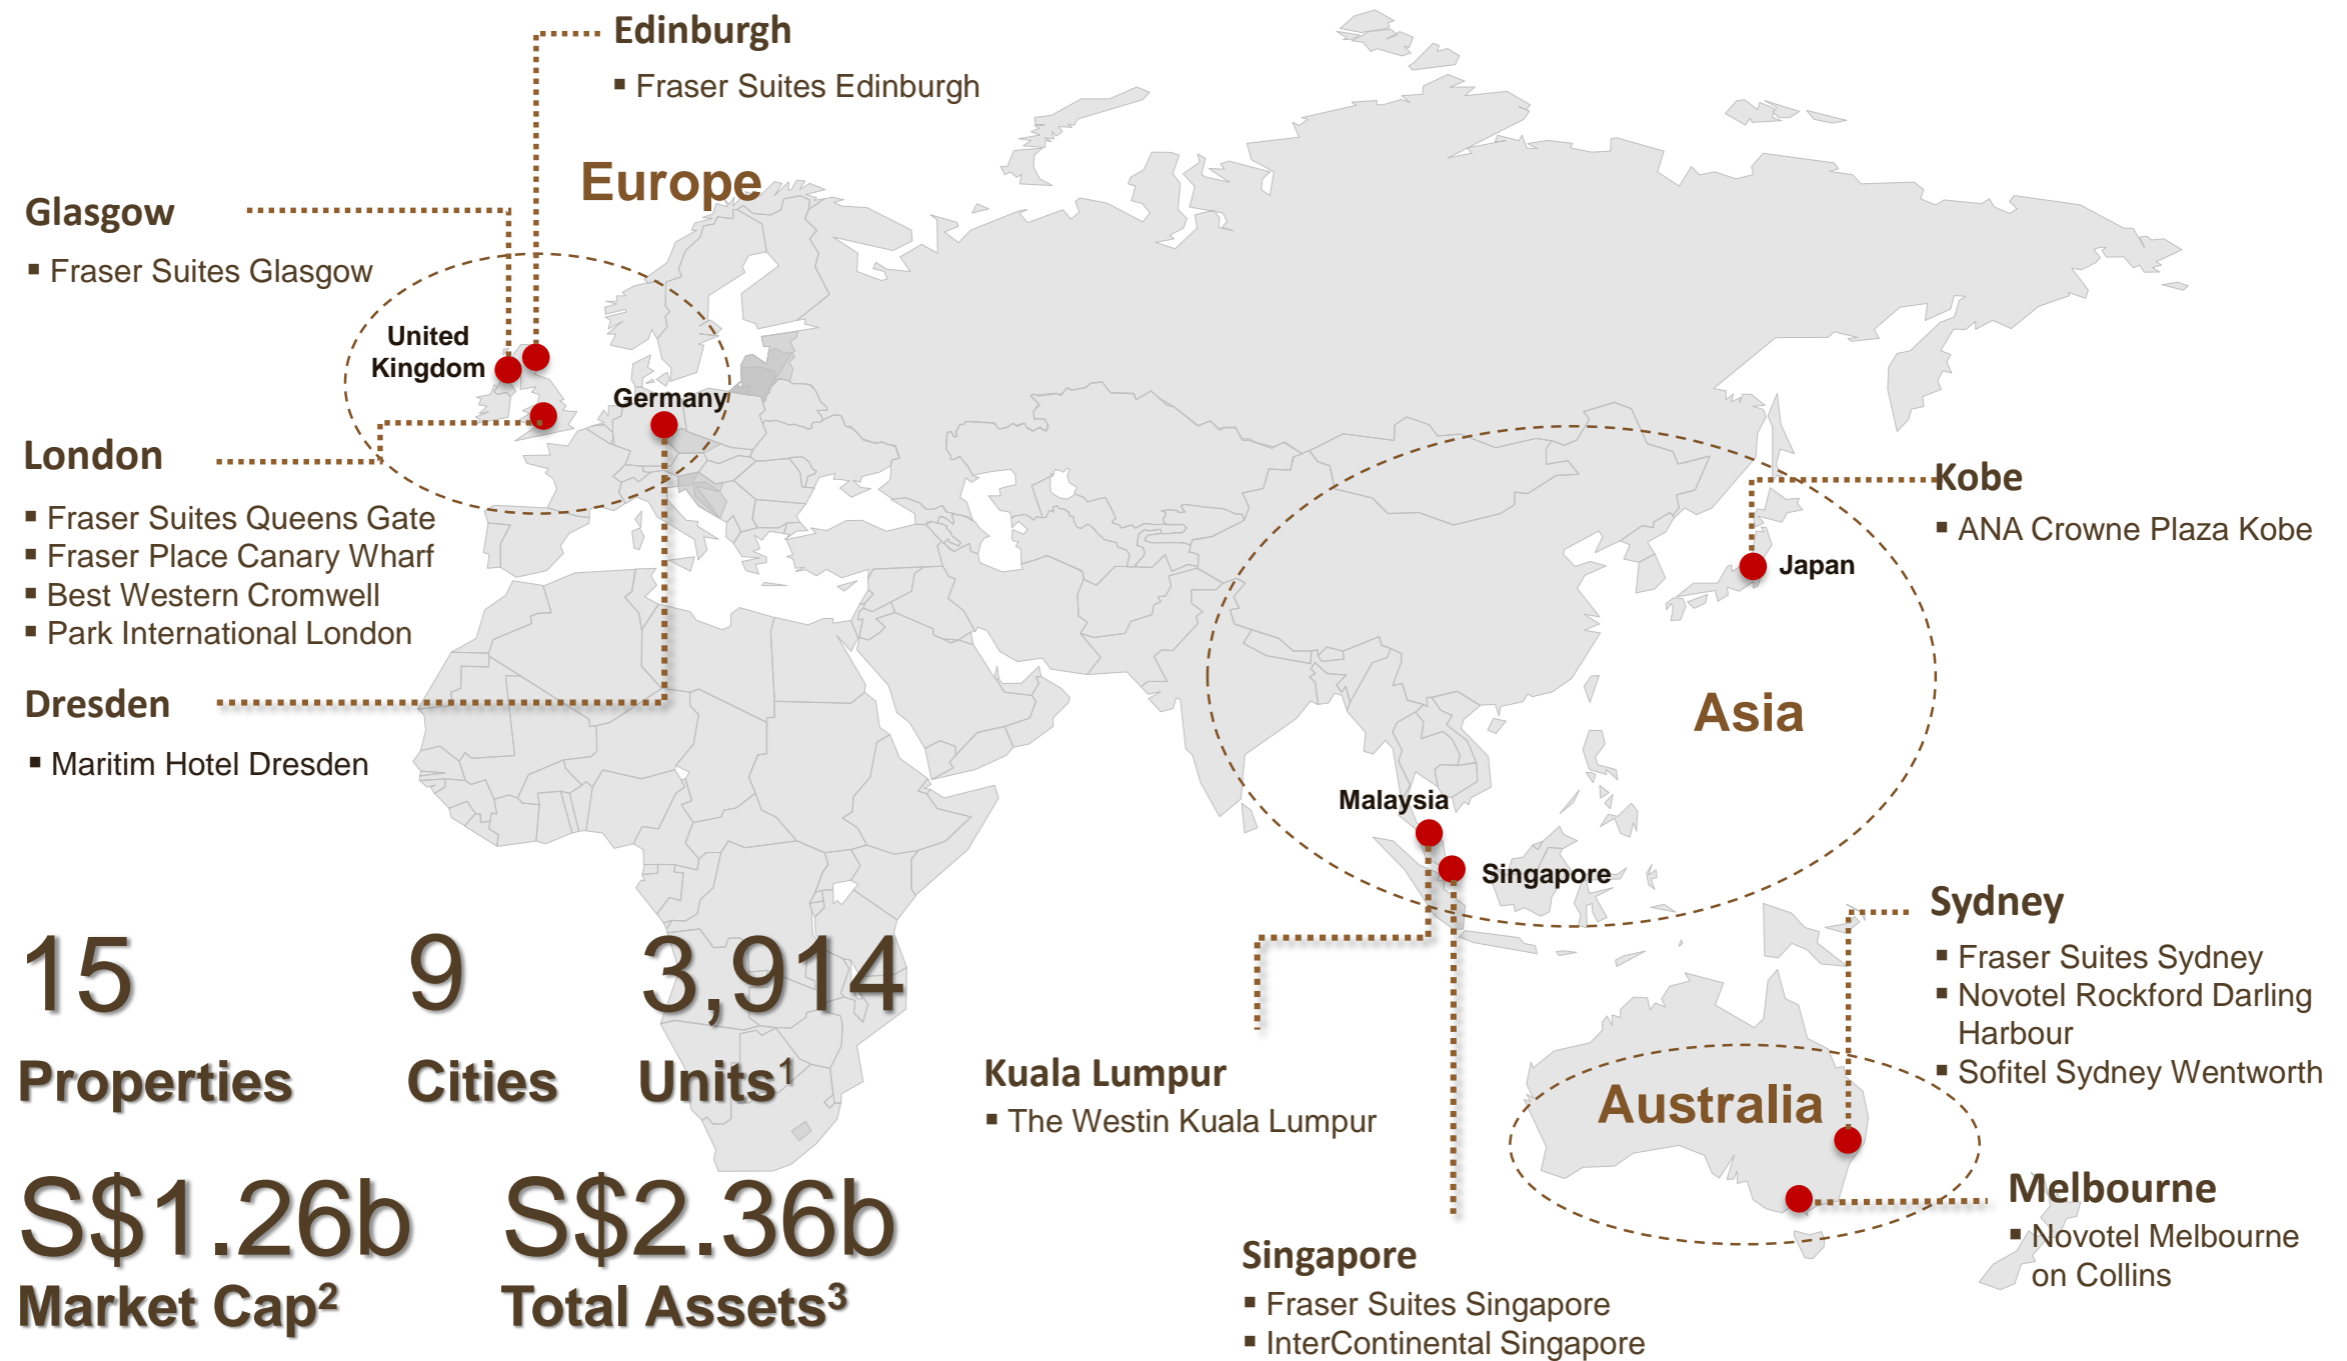 Edinburgh
▪ Fraser Suites Edinburgh
Europe
Glasgow
▪ Fraser Suites Glasgow
United
Kingdom
Germany
London
▪ Fraser Suites Queens Gate
▪ Fraser Place Canary Wharf
▪ Best Western Cromwell
▪ Park International London
Dresden
▪ Maritim Hotel Dresden
Kobe
▪ ANA Crowne Plaza Kobe
Japan
Asia
Malaysia
Singapore
Sydney
▪ Fraser Suites Sydney
▪ Novotel Rockford Darling
Harbour
▪ Sofitel Sydney Wentworth
Australia
Melbourne
▪ Novotel Melbourne
on Collins
Kuala Lumpur
▪ The Westin Kuala Lumpur
Singapore
▪ Fraser Suites Singapore
▪ InterContinental Singapore
15
Properties
9
Cities
3,914
Units¹
S$1.26b
Market Cap²
S$2.36b
Total Assets³